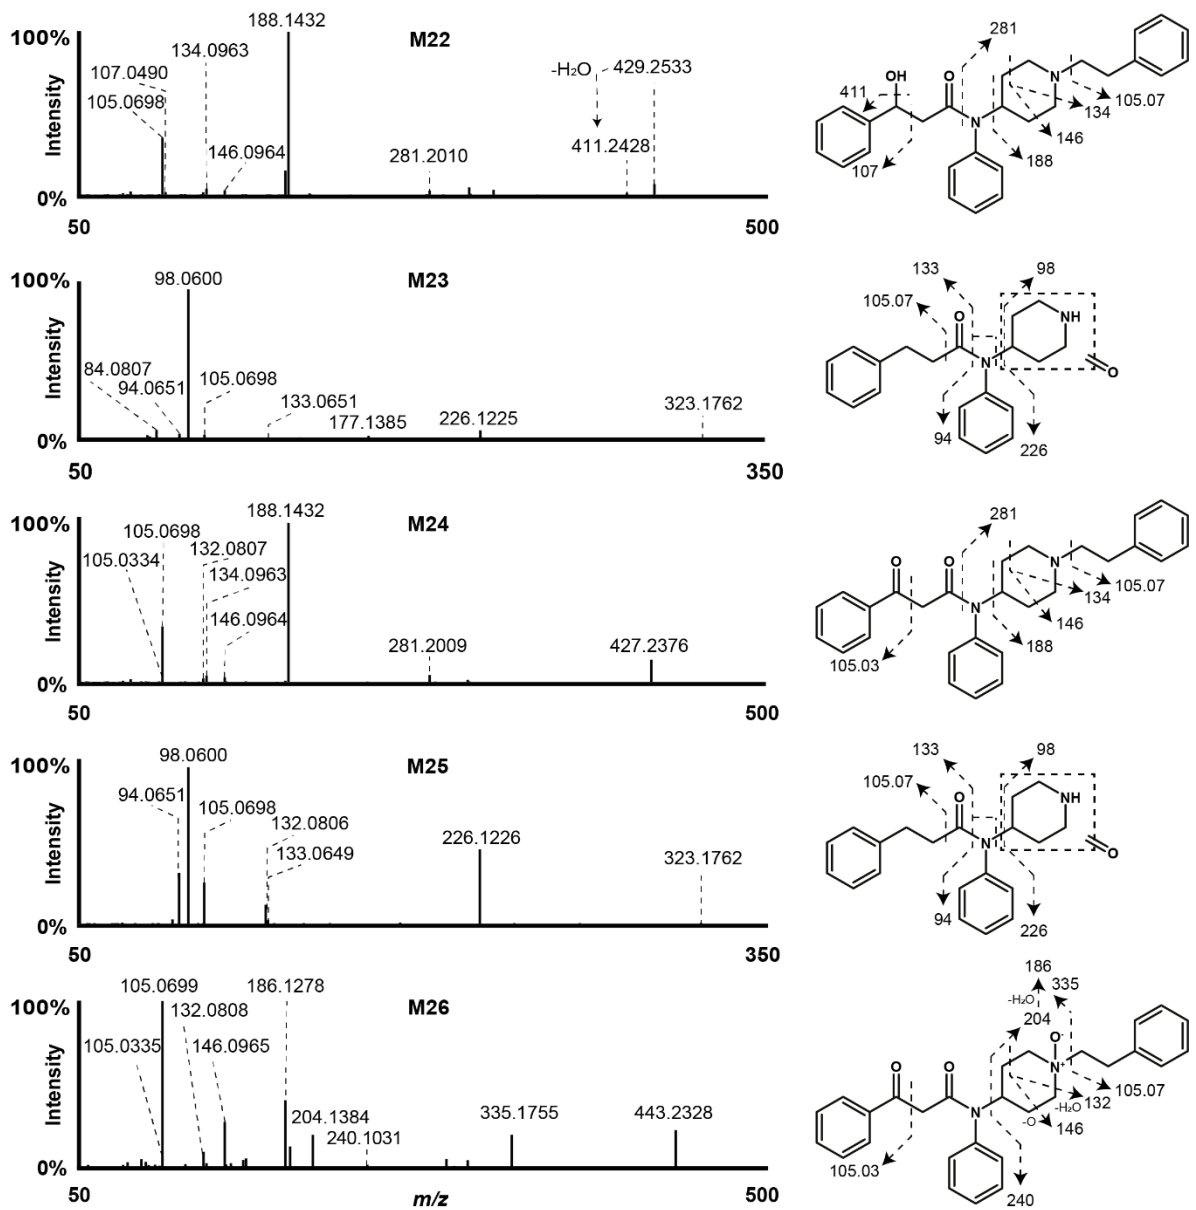 100%
Intensity
0%
50
500
M22
188.1432
134.0963
107.0490
105.0698
146.0964
281.2010
-H₂O
429.2533
411.2428
OH
O
N
N
281
411
107
188
146
134
105.07
100%
Intensity
0%
50
350
M23
98.0600
84.0807
94.0651
105.0698
133.0651
177.1385
226.1225
323.1762
133
98
105.07
O
N
NH
O
94
226
100%
Intensity
0%
50
500
M24
188.1432
105.0698
132.0807
105.0334
134.0963
146.0964
281.2009
427.2376
281
O
O
N
N
105.03
188
146
134
105.07
100%
Intensity
0%
50
350
M25
98.0600
94.0651
105.0698
132.0806
133.0649
226.1226
323.1762
133
98
105.07
O
N
NH
O
94
226
100%
Intensity
0%
50
m/z
500
M26
105.0699
186.1278
132.0808
105.0335
146.0965
204.1384
240.1031
335.1755
443.2328
186
335
-H₂O
204
O-
N+
O
O
N
105.07
132
-H₂O
-O
146
105.03
240